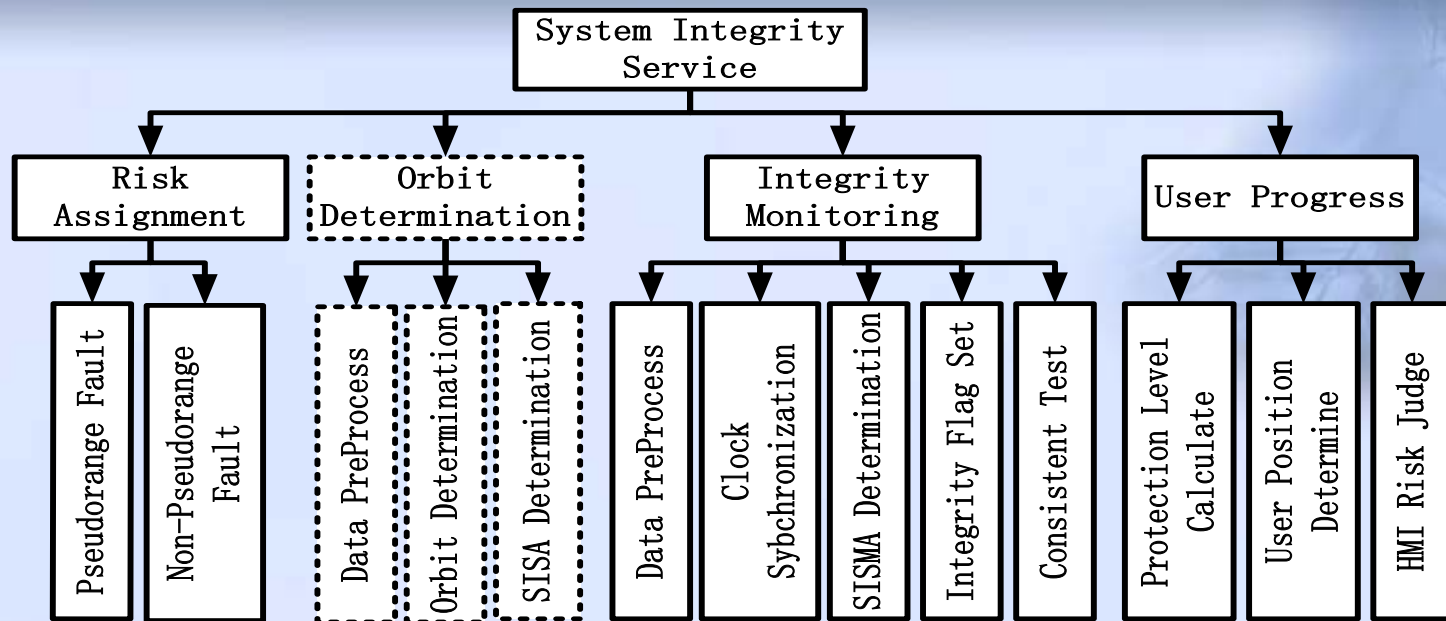 System Integrity
Service
Risk
Assignment
Orbit
Determination
Integrity
Monitoring
User Progress
Pseudorange Fault
Non-Pseudorange
Fault
Data PreProcess
Orbit Determination
SISA Determination
Data PreProcess
Clock
Sybchronization
SISMA Determination
Integrity Flag Set
Consistent Test
Protection Level
Calculate
User Position
Determine
HMI Risk Judge